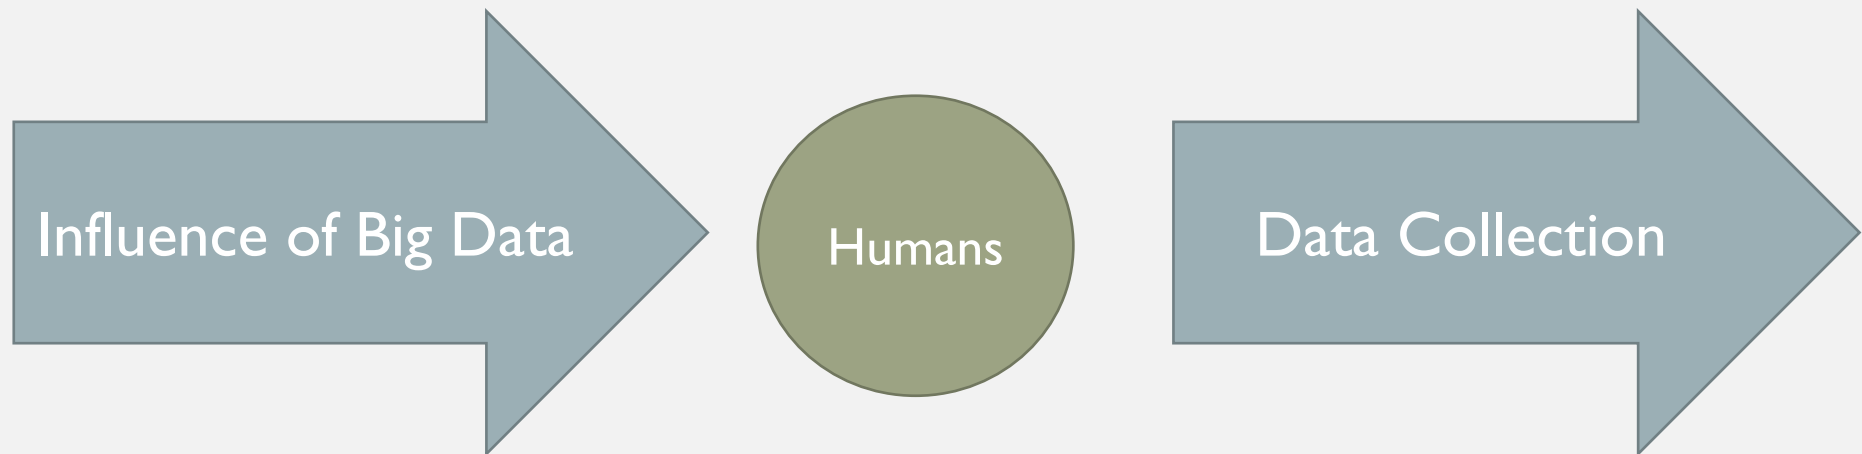 Influence of Big Data
Humans
Data Collection